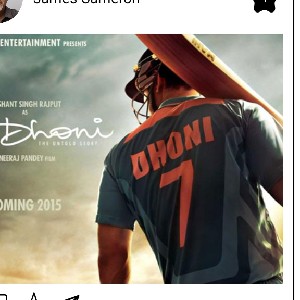 James Cameron
ENTERTAINMENT PRESENTS
SHANT SINGH RAJPUT
AS
Dhoni
THE UNTOLD STORY
NEERAJ PANDEY FILM
OMING 2015
DHONI
7